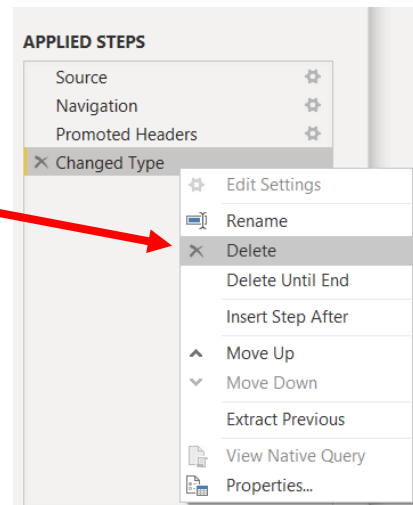 APPLIED STEPS
Source
Navigation
Promoted Headers
Changed Type
Edit Settings
Rename
Delete
Delete Until End
Insert Step After
Move Up
Move Down
Extract Previous
View Native Query
Properties...